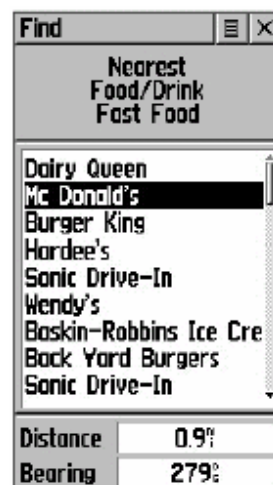 Find
Nearest
Food/Drink
Fast Food
Dairy Queen
Mc Donald's
Burger King
Hardee's
Sonic Drive-In
Wendy's
Baskin-Robbins Ice Cre
Back Yard Burgers
Sonic Drive-In
Distance 0.9m
Bearing 279°